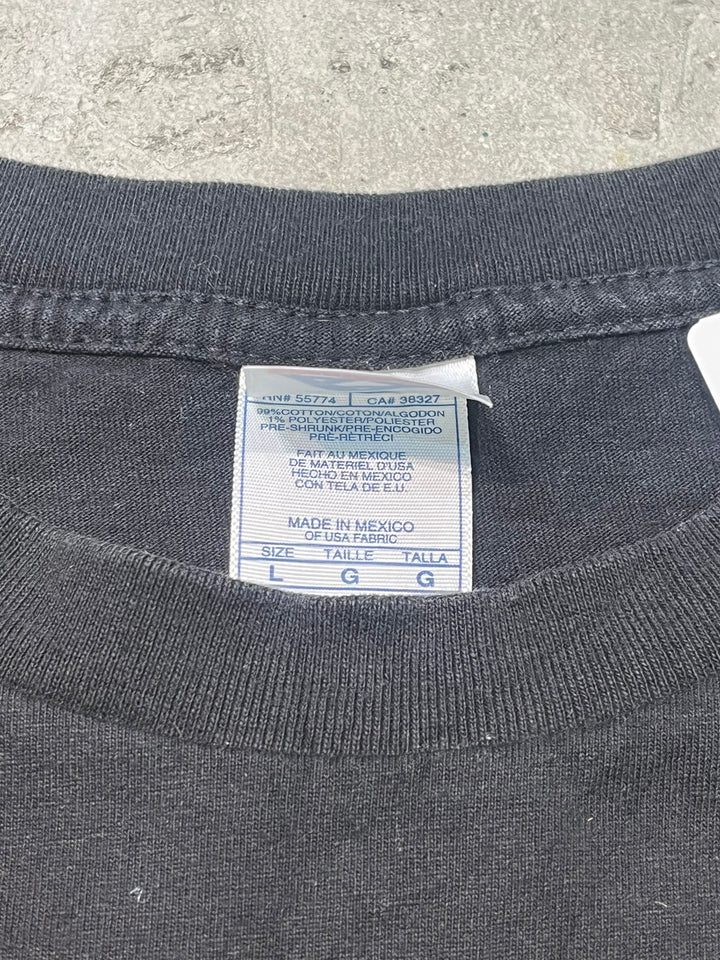 RN# 55774 | CA# 38327
99%COTTON/COTON/ALGODON
1% POLYESTER/POLIESTER
PRE-SHRUNK/PRE-ENCOGIDO
PRÉ-RÉTRÉCI
FAIT AU MEXIQUE
DE MATERIEL D'USA
HECHO EN MEXICO
CON TELA DE E.U.
MADE IN MEXICO
OF USA FABRIC
SIZE TAILLE TALLA
L G G